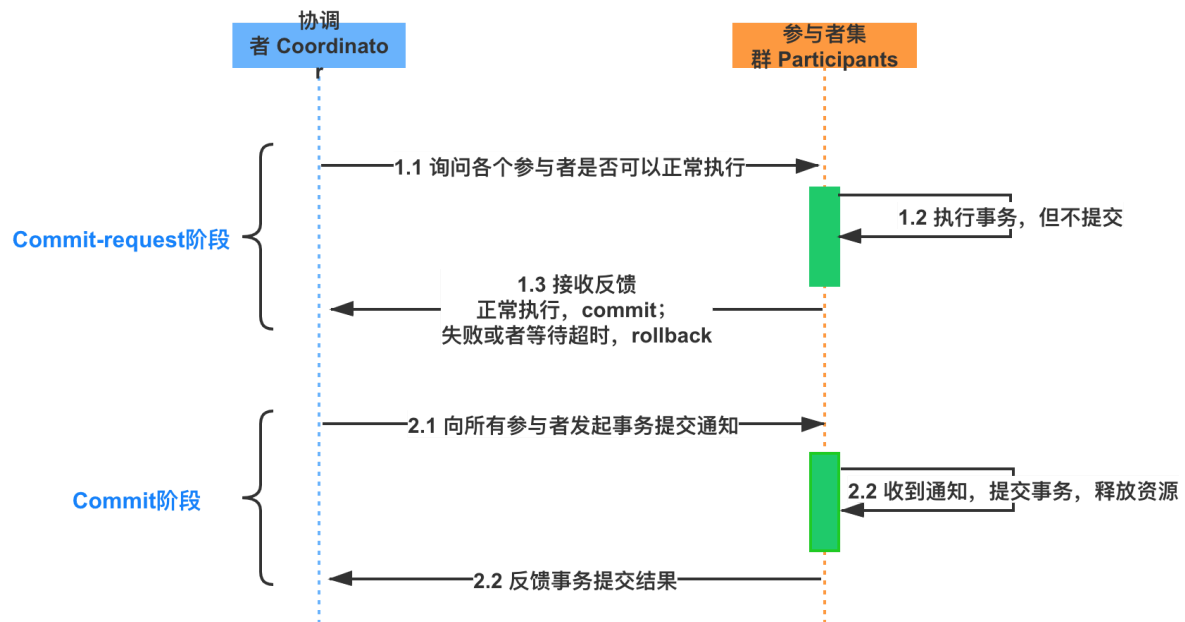 协调
者 Coordinato
r
参与者集
群 Participants
1.1 询问各个参与者是否可以正常执行
1.2 执行事务，但不提交
Commit-request阶段
1.3 接收反馈
正常执行，commit；
失败或者等待超时，rollback
2.1 向所有参与者发起事务提交通知
2.2 收到通知，提交事务，释放资源
Commit阶段
2.2 反馈事务提交结果